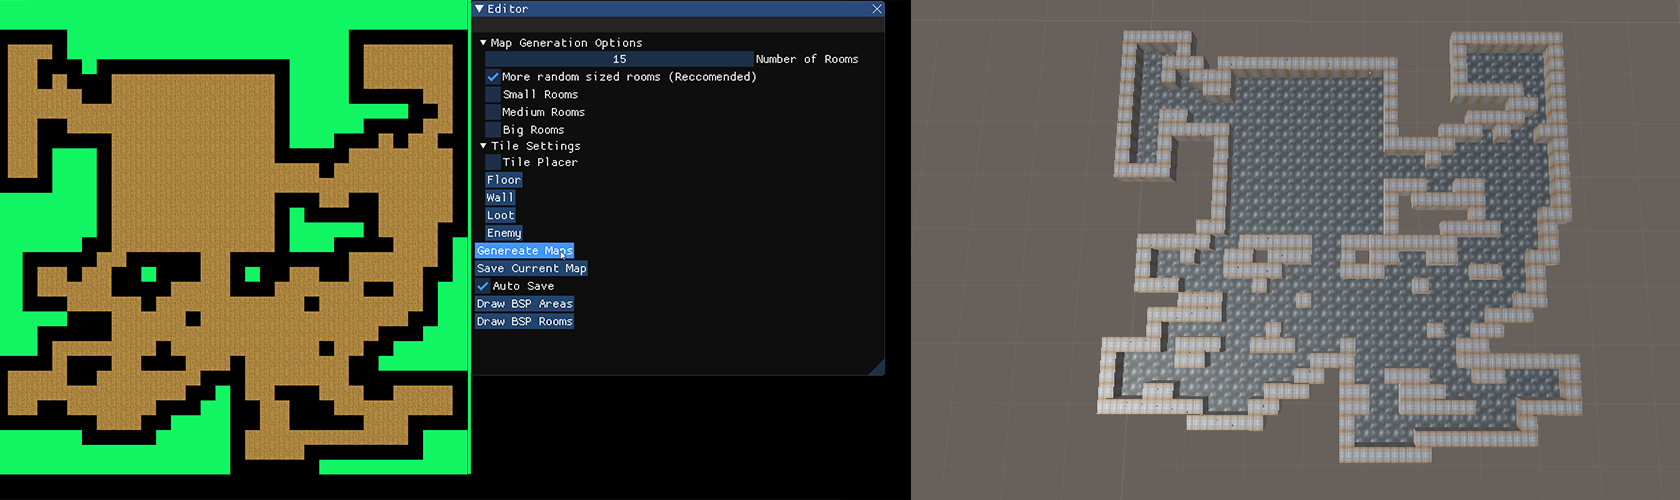 Editor
Map Generation Options
15 Number of Rooms
More random sized rooms (Reccomended)
Small Rooms
Medium Rooms
Big Rooms
Tile Settings
Tile Placer
Floor
Wall
Loot
Enemy
Genereate Maps
Save Current Map
Auto Save
Draw BSP Areas
Draw BSP Rooms